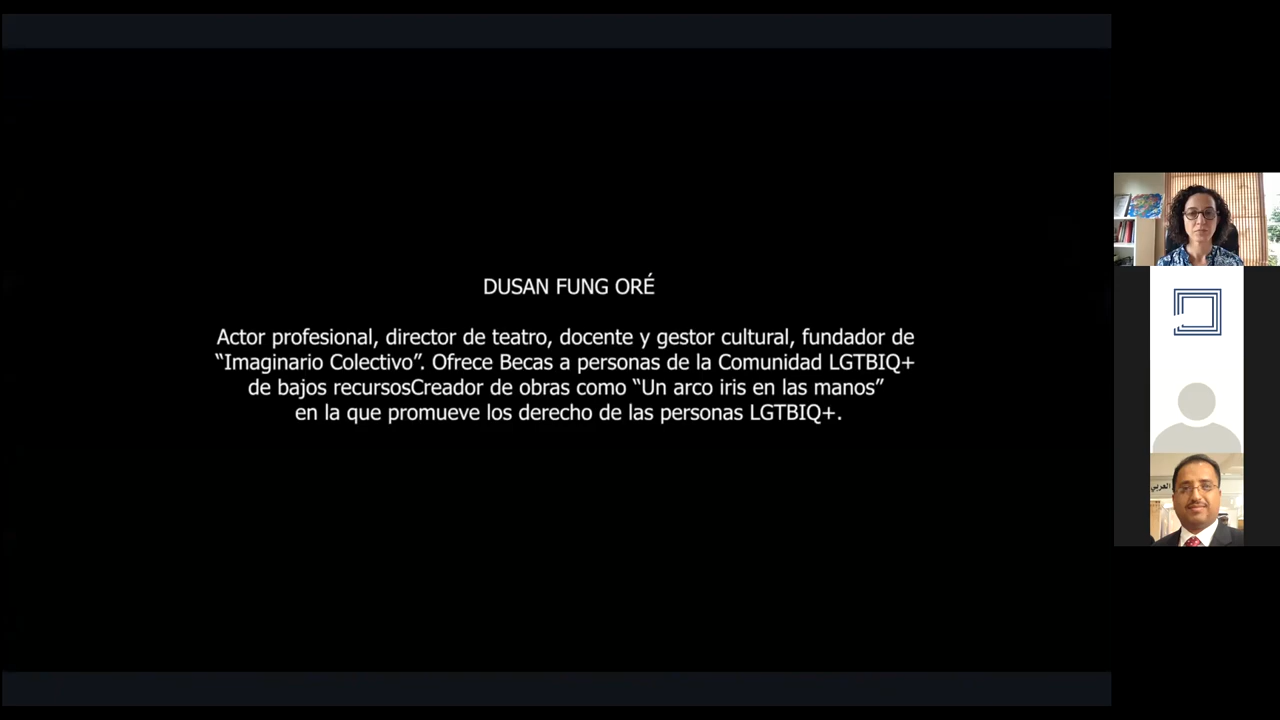 DUSAN FUNG ORÉ
Actor profesional, director de teatro, docente y gestor cultural, fundador de
“Imaginario Colectivo”. Ofrece Becas a personas de la Comunidad LGTBIQ+
de bajos recursosCreador de obras como “Un arco iris en las manos”
en la que promueve los derecho de las personas LGTBIQ+.
العربي